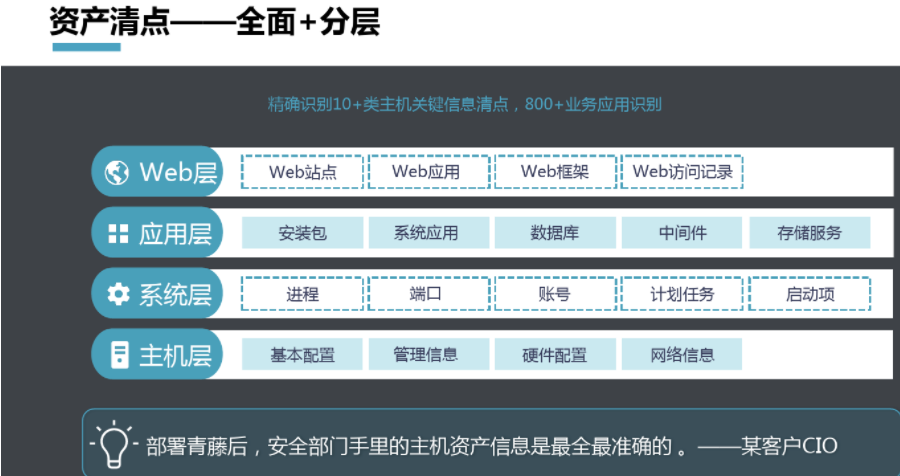 资产清点——全面+分层
精确识别10+类主机关键信息清点，800+业务应用识别
Web层 Web站点 Web应用 Web框架 Web访问记录
应用层 安装包 系统应用 数据库 中间件 存储服务
系统层 进程 端口 账号 计划任务 启动项
主机层 基本配置 管理信息 硬件配置 网络信息
部署青藤后，安全部门手里的主机资产信息是最全最准确的。——某客户CIO